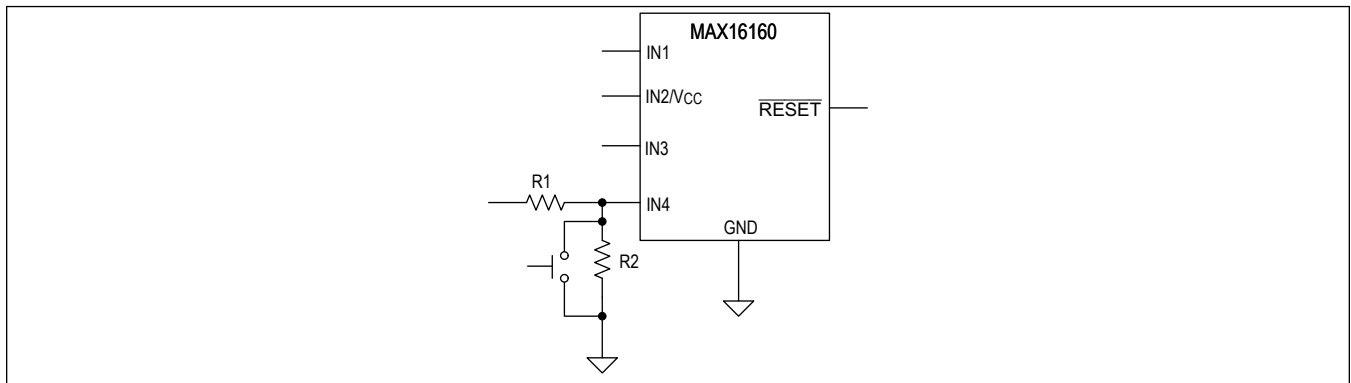 MAX16160
IN1
IN2/VCC
RESET
IN3
R1
IN4
GND
R2